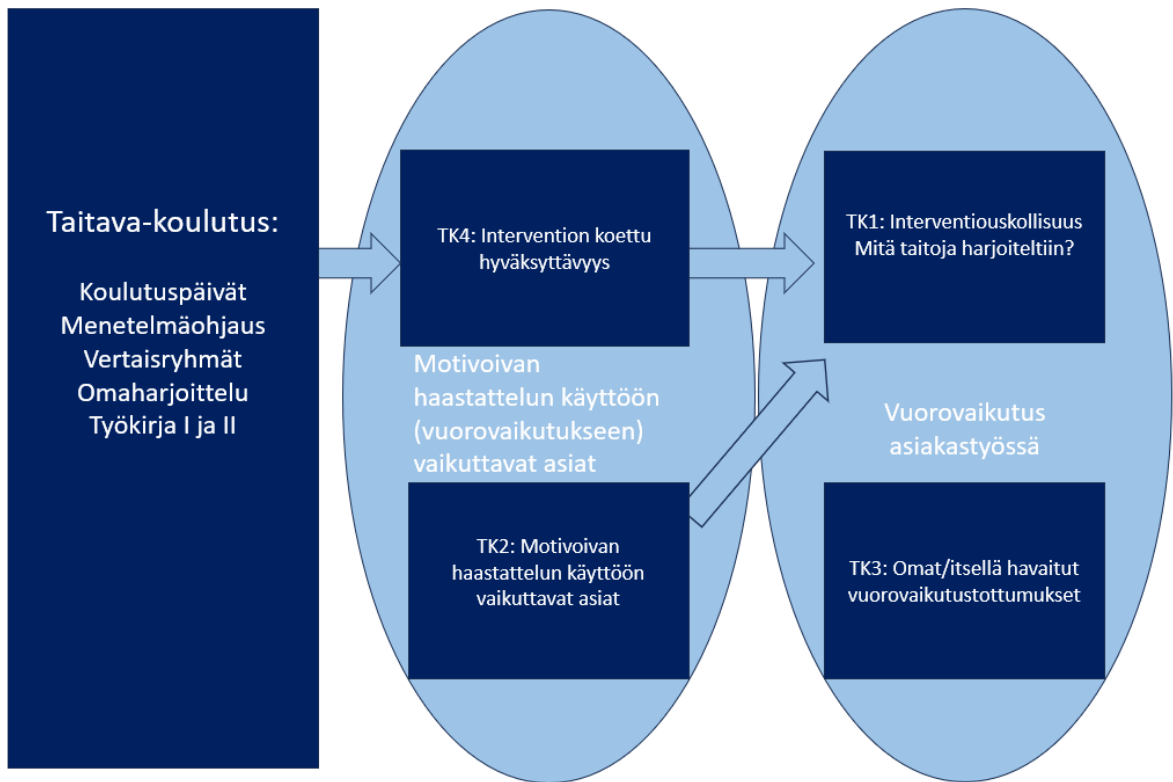 Taitava-koulutus:
Koulutuspäivät
Menetelmäohjaus
Vertaisryhmät
Omaharjoittelu
Työkirja I ja II
TK4: Intervention koettu
hyväksyttävyys
Motivoivan
haastattelun käyttöön
(vuorovaikutukseen)
vaikuttavat asiat
TK2: Motivoivan
haastattelun käyttöön
vaikuttavat asiat
TK1: Interventiouskollisuus
Mitä taitoja harjoiteltiin?
Vuorovaikutus
asiakastyössä
TK3: Omat/itsellä havaitut
vuorovaikutustottumukset